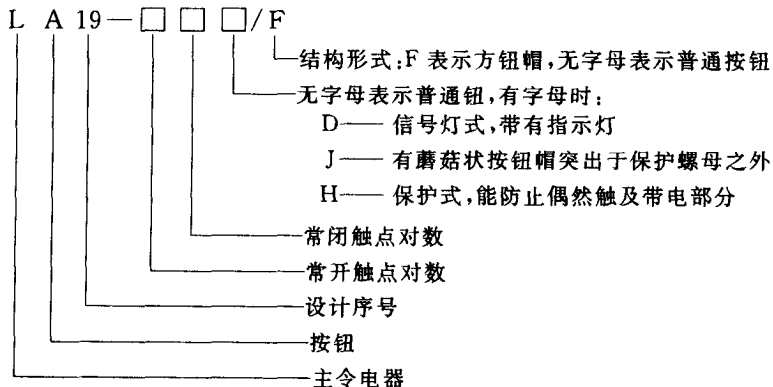 L A 19—□ □ □/F
结构形式:F 表示方钮帽,无字母表示普通按钮
无字母表示普通钮,有字母时:
D—— 信号灯式,带有指示灯
J—— 有蘑菇状按钮帽突出于保护螺母之外
H—— 保护式,能防止偶然触及带电部分
常闭触点对数
常开触点对数
设计序号
按钮
主令电器